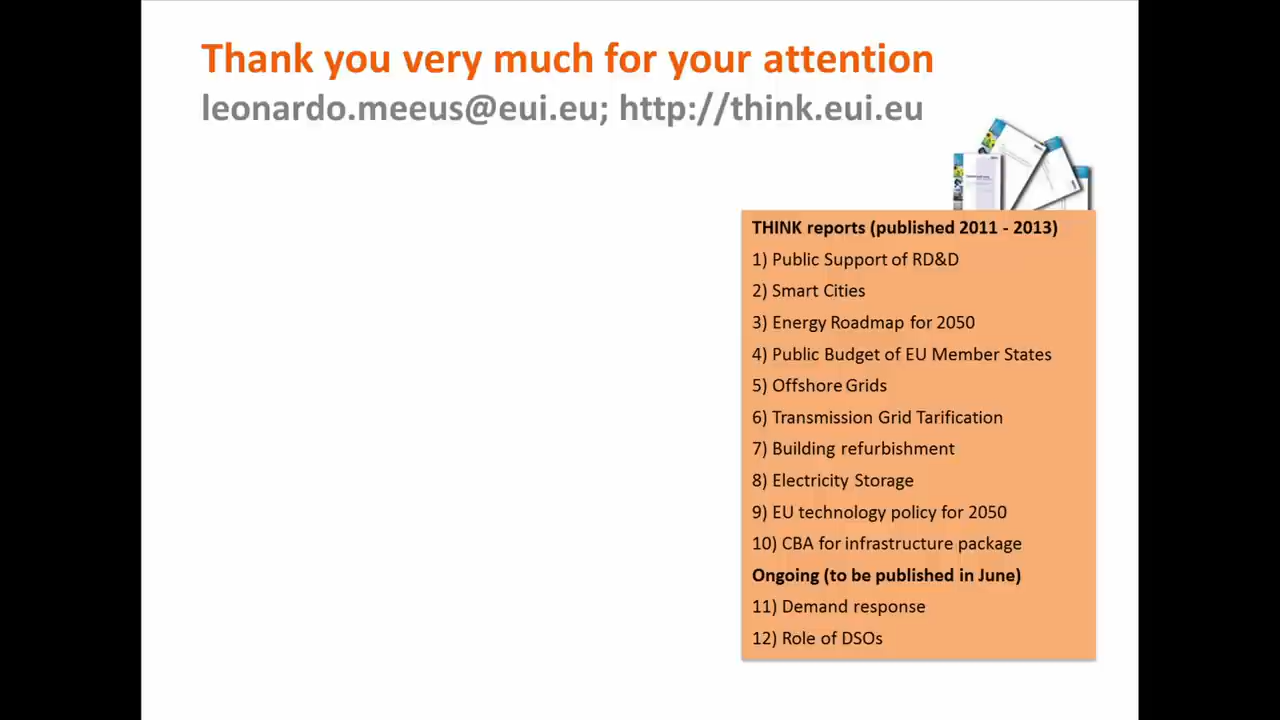 Thank you very much for your attention
leonardo.meeus@eui.eu; http://think.eui.eu
THINK reports (published 2011 - 2013)
1) Public Support of RD&D
2) Smart Cities
3) Energy Roadmap for 2050
4) Public Budget of EU Member States
5) Offshore Grids
6) Transmission Grid Tarification
7) Building refurbishment
8) Electricity Storage
9) EU technology policy for 2050
10) CBA for infrastructure package
Ongoing (to be published in June)
11) Demand response
12) Role of DSOs